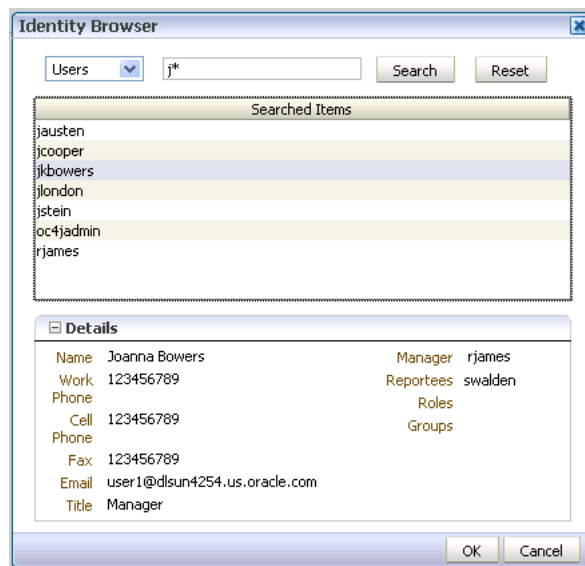 Identity Browser
Users j* Search Reset
Searched Items
jausten
jcooper
jkbowers
jlondon
jstein
oc4jadmin
rjames
Details
Name Joanna Bowers Manager rjames
Work Phone 123456789 Reportees swalden
Roles
Cell Phone 123456789 Groups
Fax 123456789
Email user1@dlsun4254.us.oracle.com
Title Manager
OK Cancel